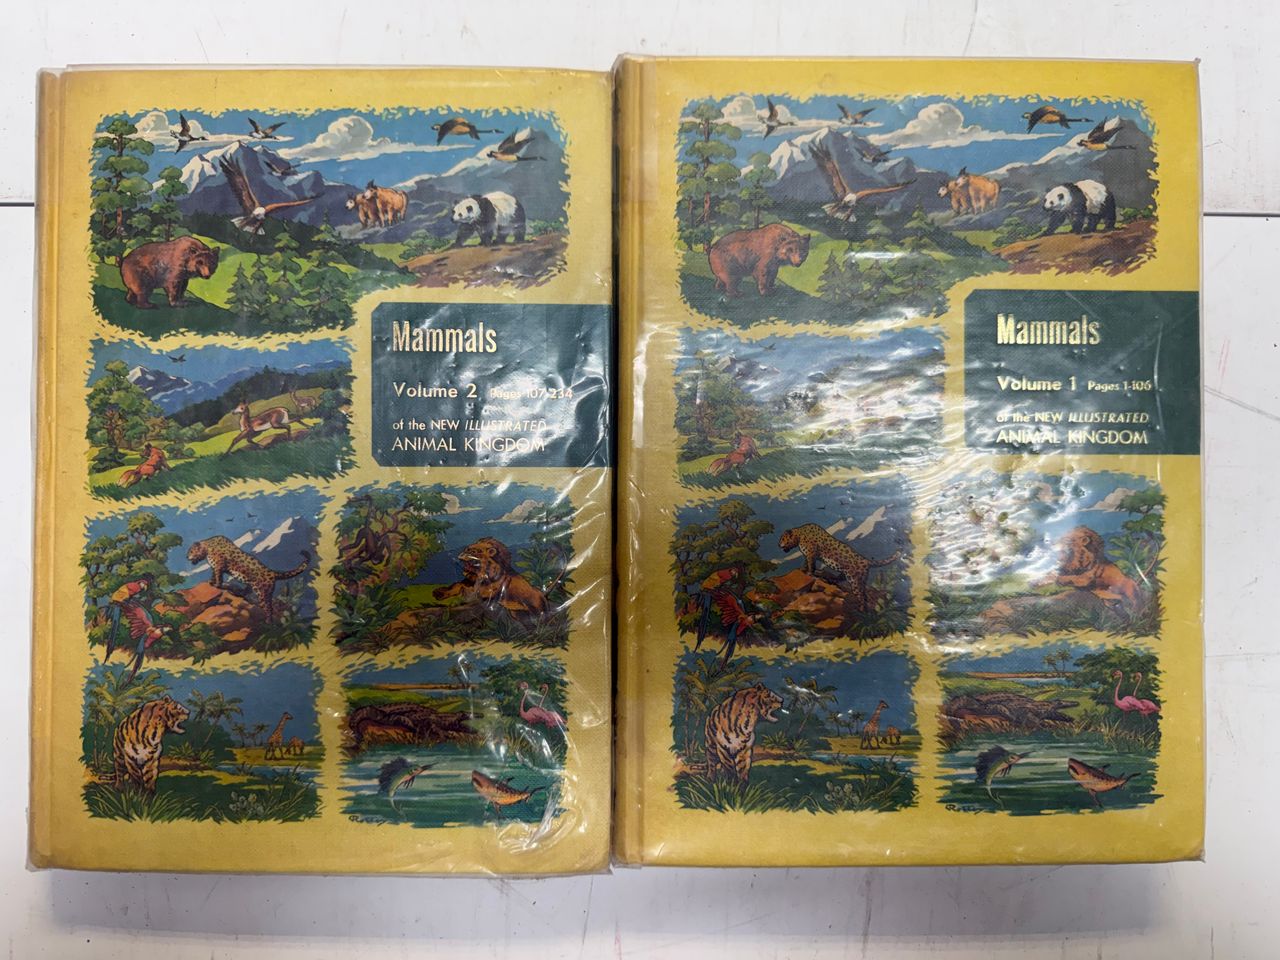 Mammals
Volume 2 Pages 107-234
of the NEW ILLUSTRATED
ANIMAL KINGDOM
Mammals
Volume 1 Pages 1-106
of the NEW ILLUSTRATED
ANIMAL KINGDOM